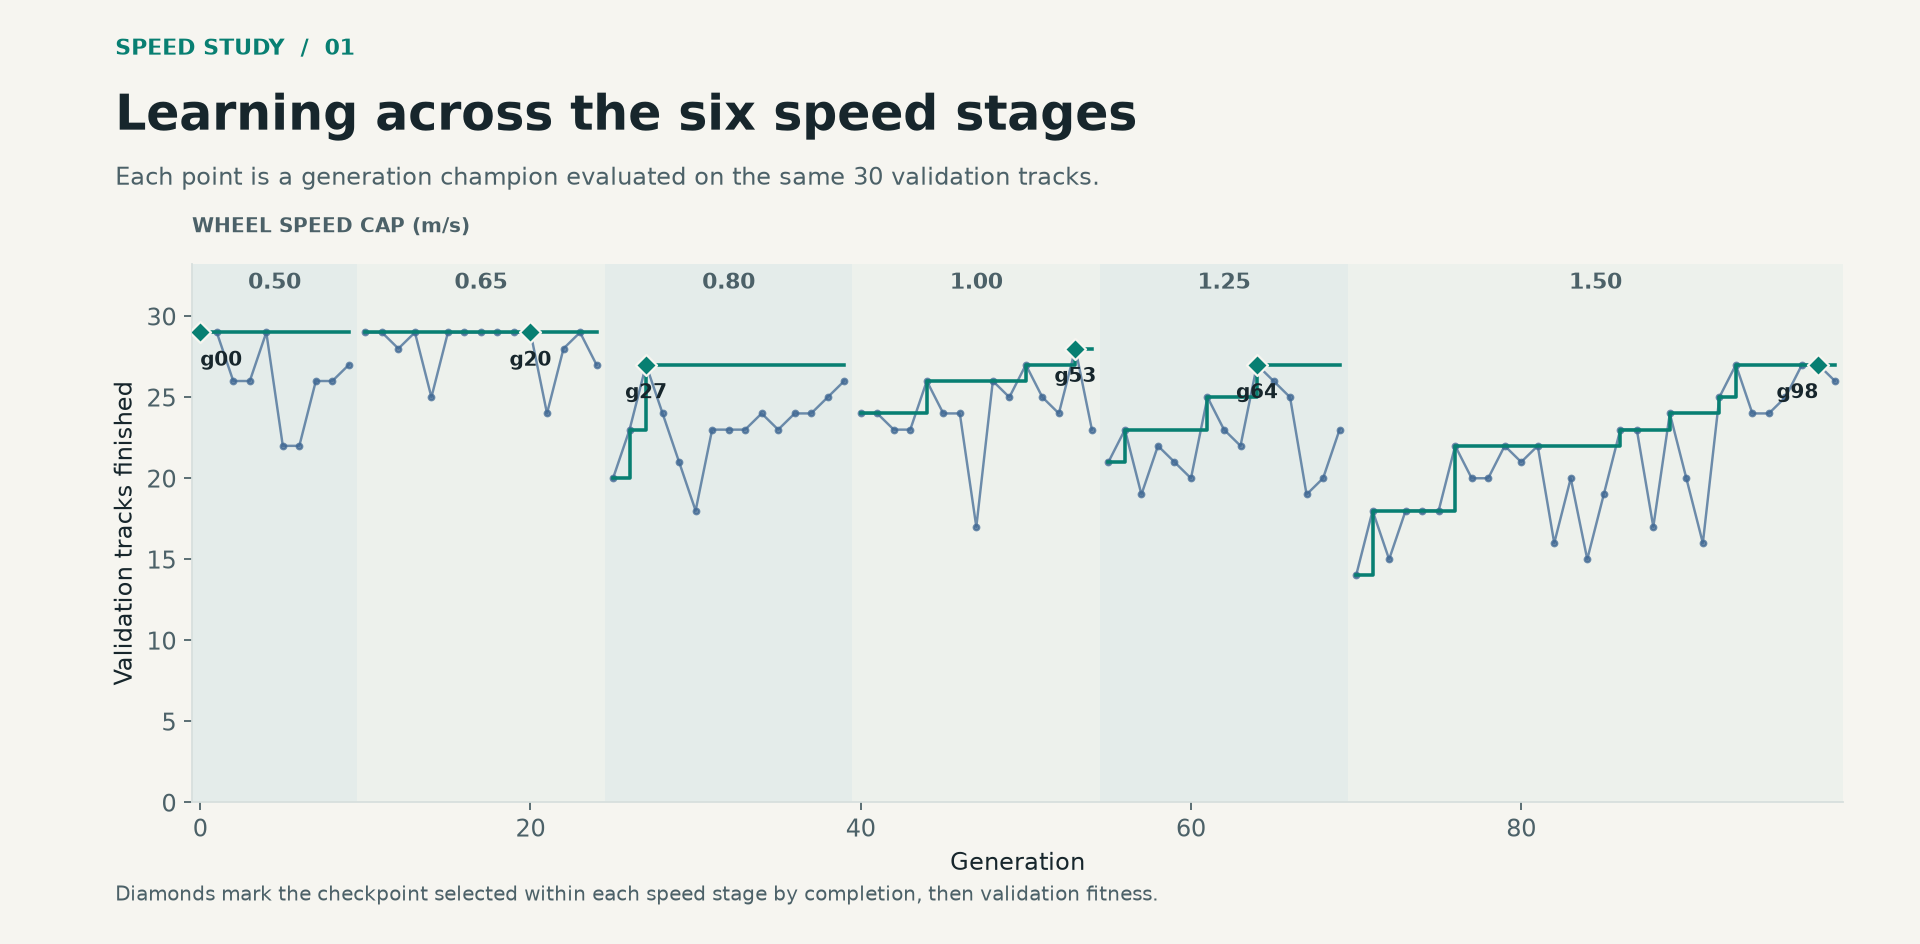 SPEED STUDY / 01
Learning across the six speed stages
Each point is a generation champion evaluated on the same 30 validation tracks.
WHEEL SPEED CAP (m/s)
0.50 0.65 0.80 1.00 1.25 1.50
30
25
20
15
10
5
0
Validation tracks finished
g00 g20 g27 g53 g64 g98
0 20 40 60 80
Generation
Diamonds mark the checkpoint selected within each speed stage by completion, then validation fitness.